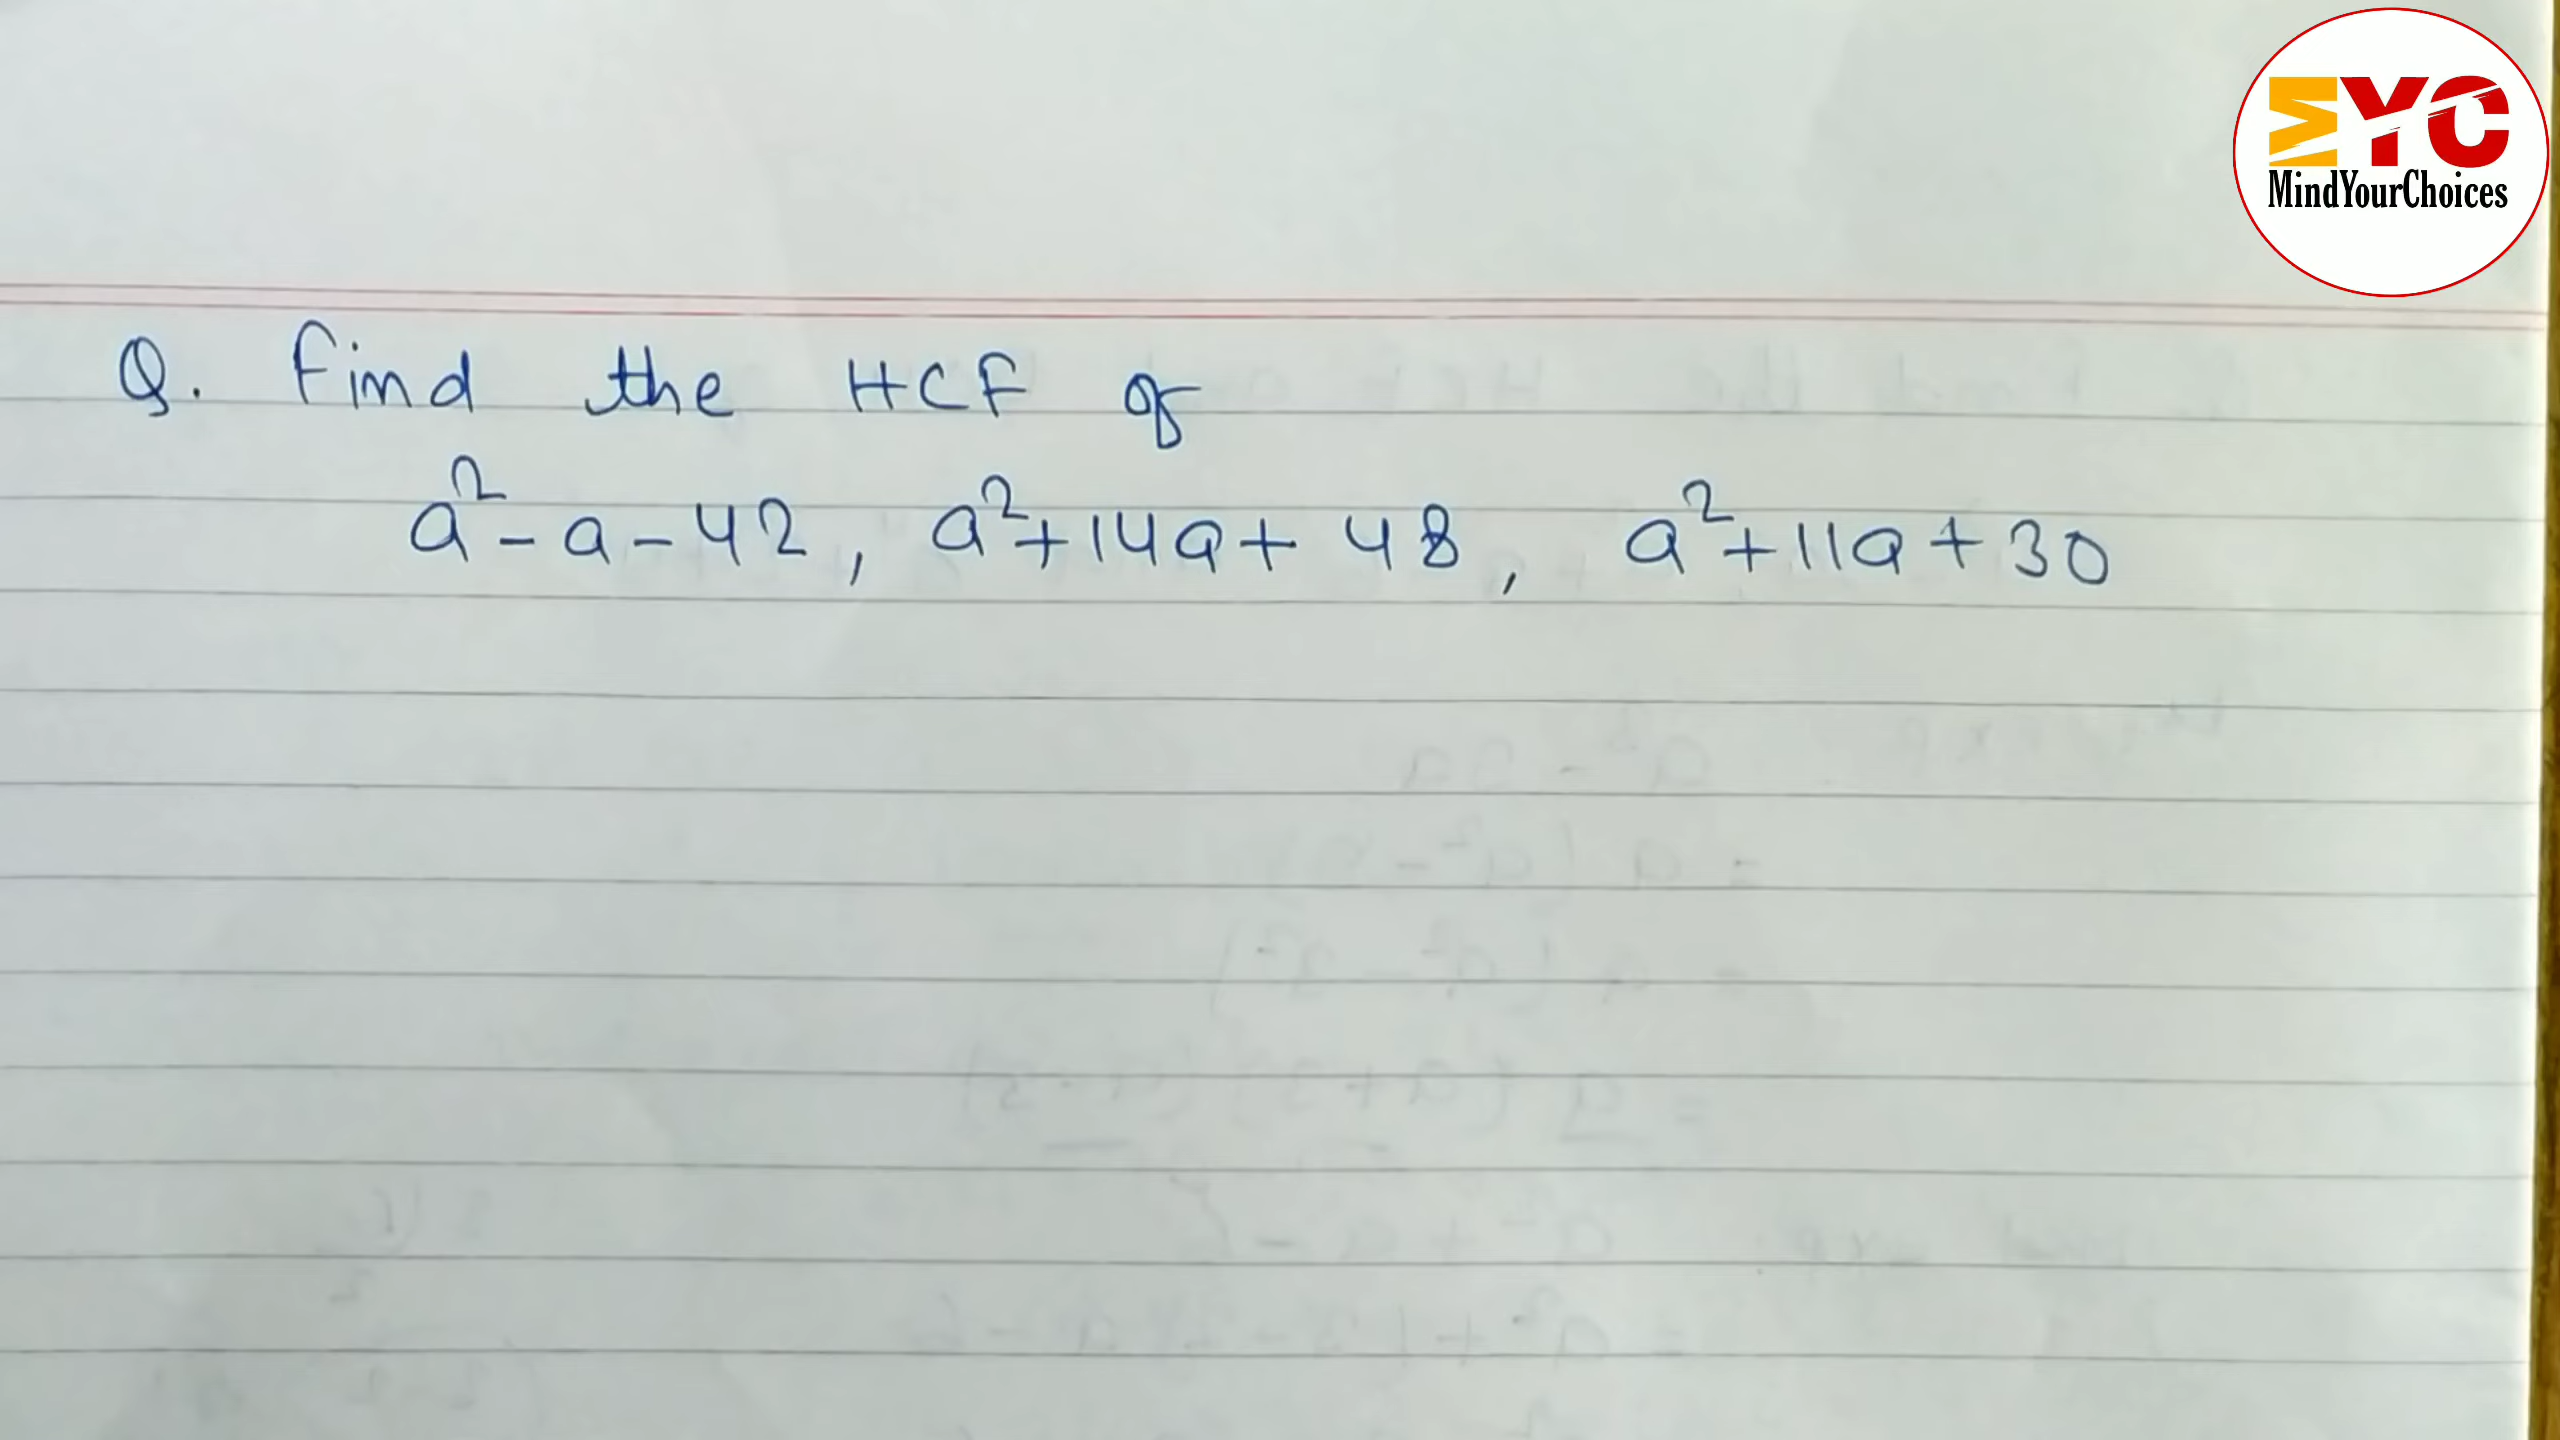 MYC
MindYourChoices
Q. Find the HCF of
a² - a - 42, a² + 14a + 48, a² + 11a + 30